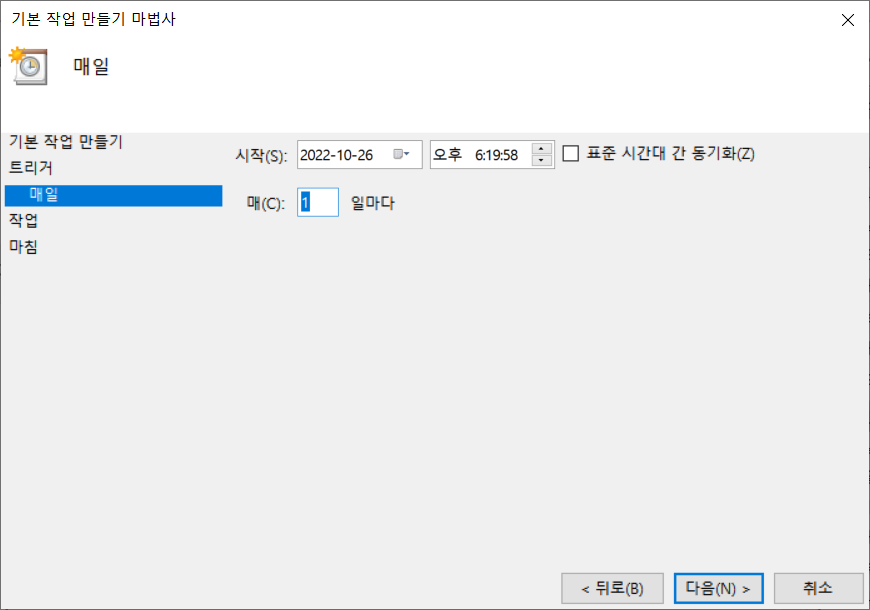 기본 작업 만들기 마법사
매일
기본 작업 만들기
트리거
매일
작업
마침
시작(S): 2022-10-26 오후 6:19:58 표준 시간대 간 동기화(Z)
매(C): 1 일마다
< 뒤로(B) 다음(N) > 취소